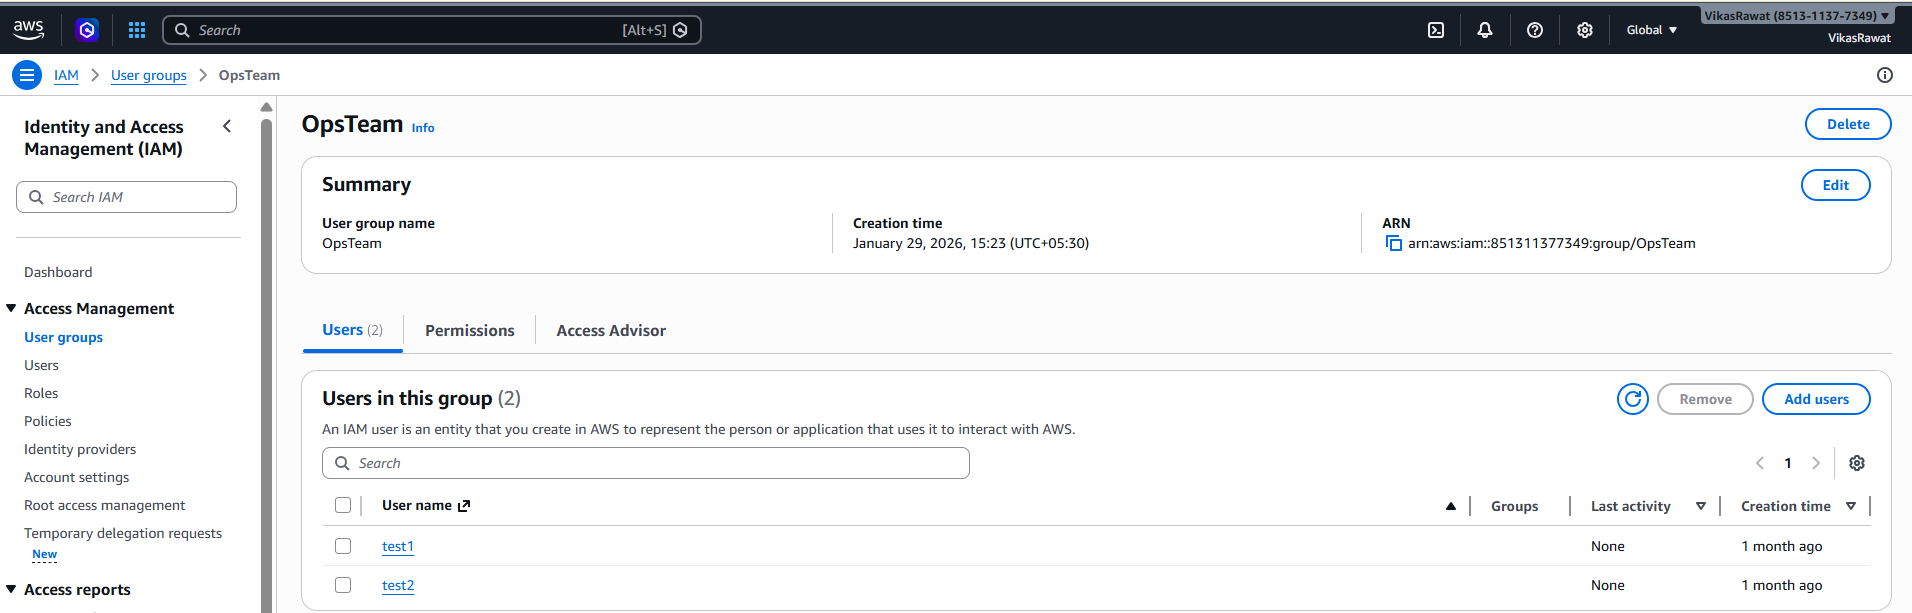 aws
Search [Alt+S]
Global
VikasRawat (8513-1137-7349)
VikasRawat
IAM User groups OpsTeam
Identity and Access
Management (IAM)
Search IAM
Dashboard
Access Management
User groups
Users
Roles
Policies
Identity providers
Account settings
Root access management
Temporary delegation requests
New
Access reports
OpsTeam Info
Delete
Summary
Edit
User group name
OpsTeam
Creation time
January 29, 2026, 15:23 (UTC+05:30)
ARN
arn:aws:iam::851311377349:group/OpsTeam
Users (2) Permissions Access Advisor
Users in this group (2)
Remove Add users
An IAM user is an entity that you create in AWS to represent the person or application that uses it to interact with AWS.
Search
1
User name Groups Last activity Creation time
test1 None 1 month ago
test2 None 1 month ago